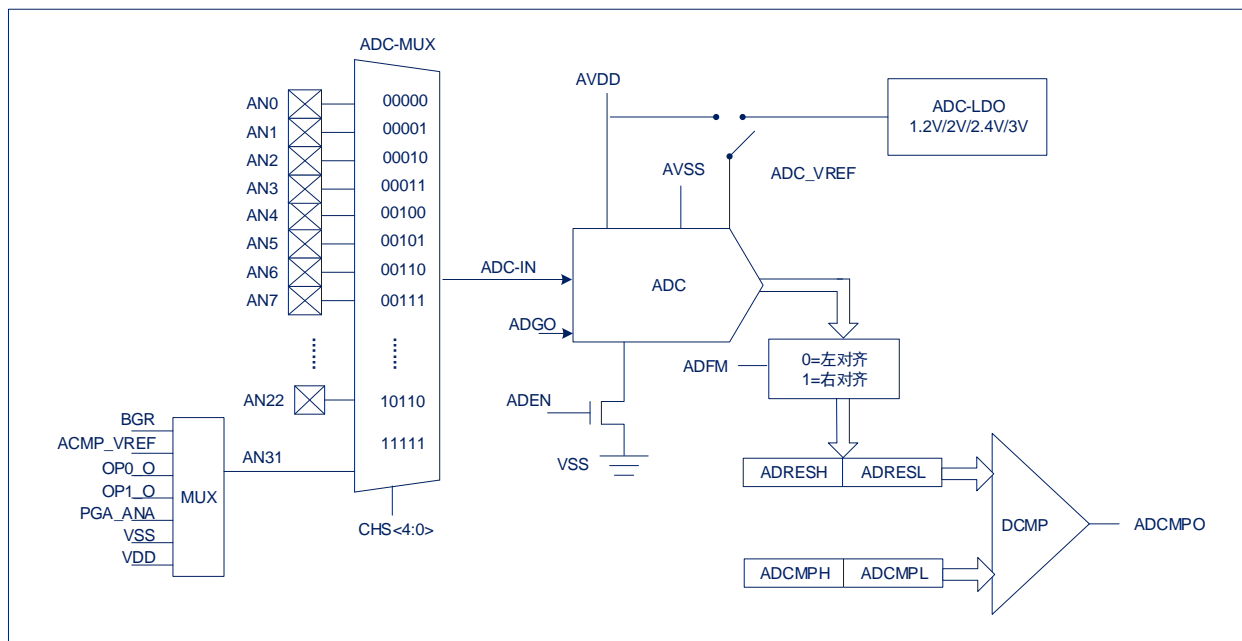 ADC-MUX
AN0
00000
AN1
00001
AN2
00010
AN3
00011
AN4
00100
AN5
00101
AN6
00110
AN7
00111
AN22
10110
11111
BGR
ACMP_VREF
OP0_O
OP1_O
PGA_ANA
VSS
VDD
MUX
AN31
CHS<4:0>
AVDD
ADC-LDO
1.2V/2V/2.4V/3V
AVSS
ADC_VREF
ADC-IN
ADC
ADGO
ADEN
VSS
ADFM
0=左对齐
1=右对齐
ADRESH
ADRESL
DCMP
ADCMPO
ADCMPH
ADCMPL